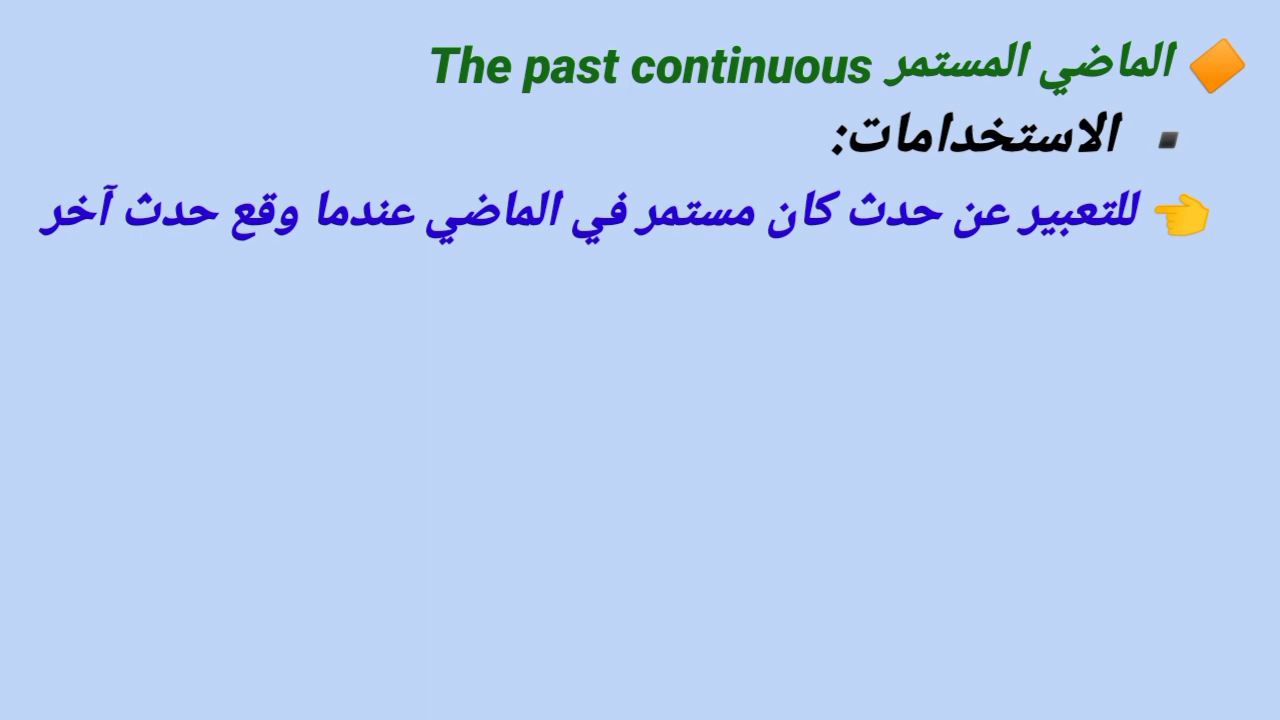 🔶 الماضي المستمر The past continuous
▪️ الاستخدامات:
👈 للتعبير عن حدث كان مستمر في الماضي عندما وقع حدث آخر